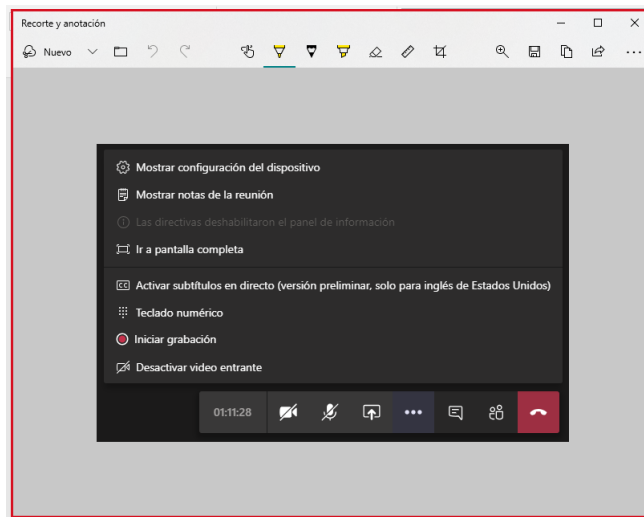 Recorte y anotación
Nuevo
Mostrar configuración del dispositivo
Mostrar notas de la reunión
Las directivas deshabilitaron el panel de información
Ir a pantalla completa
CC Activar subtítulos en directo (versión preliminar, solo para inglés de Estados Unidos)
Teclado numérico
Iniciar grabación
Desactivar video entrante
01:11:28